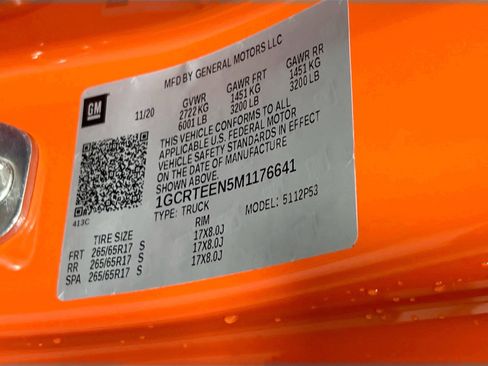 MFD BY GENERAL MOTORS LLC
GM
11/20
GVWR GAWR FRT GAWR RR
2722 KG 1451 KG 1451 KG
6001 LB 3200 LB 3200 LB
THIS VEHICLE CONFORMS TO ALL
APPLICABLE U.S. FEDERAL MOTOR
VEHICLE SAFETY STANDARDS IN EFFECT
ON THE DATE OF MANUFACTURE
SHOWN ABOVE.
1GCRTEEN5M1176641
TYPE: TRUCK MODEL: 5112P53
413C
TIRE SIZE RIM
FRT 265/65R17 S 17X8.0J
RR 265/65R17 S 17X8.0J
SPA 265/65R17 S 17X8.0J